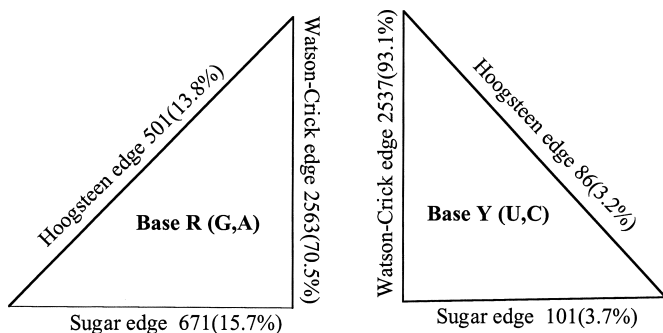 Hoogsteen edge 501(13.8%)
Watson-Crick edge 2563(70.5%)
Base R (G,A)
Sugar edge 671(15.7%)
Watson-Crick edge 2537(93.1%)
Hoogsteen edge 86(3.2%)
Base Y (U,C)
Sugar edge 101(3.7%)